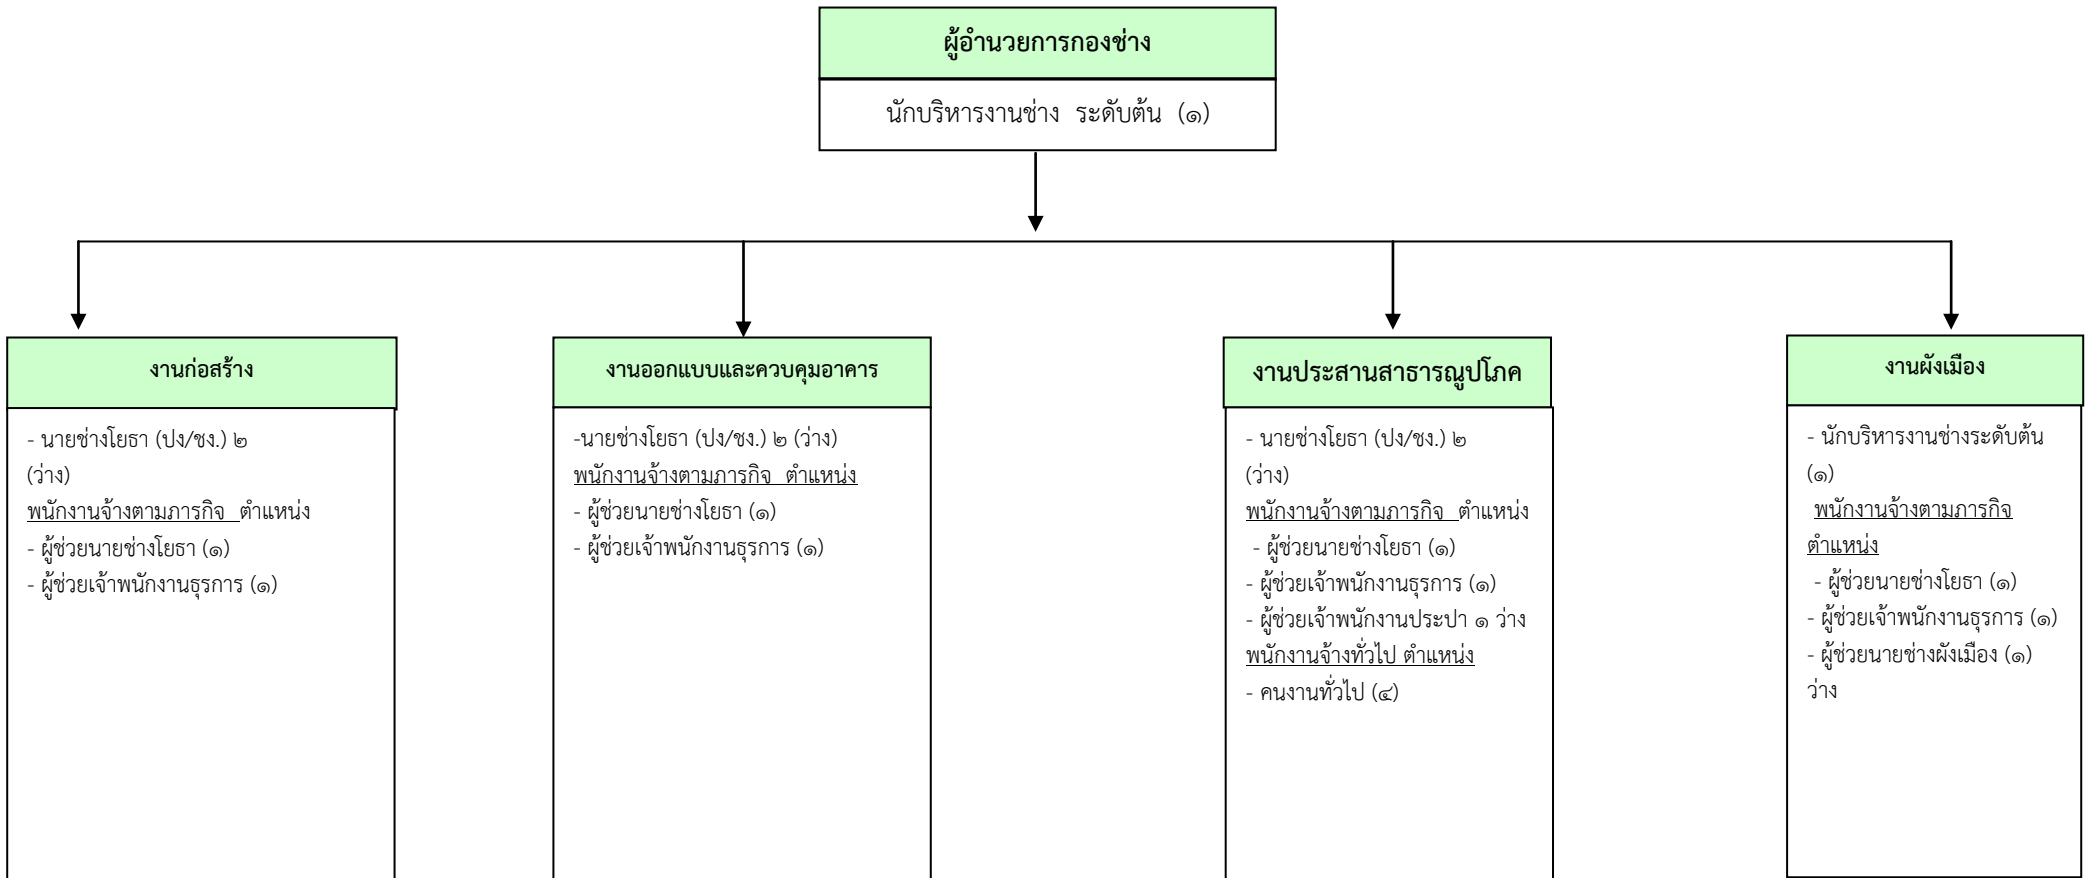 ผู้อำนวยการกองช่าง
นักบริหารงานช่าง ระดับต้น (๑)
งานก่อสร้าง
- นายช่างโยธา (ปง/ชง.) ๒
(ว่าง)
พนักงานจ้างตามภารกิจ ตำแหน่ง
- ผู้ช่วยนายช่างโยธา (๑)
- ผู้ช่วยเจ้าพนักงานธุรการ (๑)
งานออกแบบและควบคุมอาคาร
-นายช่างโยธา (ปง/ชง.) ๒ (ว่าง)
พนักงานจ้างตามภารกิจ ตำแหน่ง
- ผู้ช่วยนายช่างโยธา (๑)
- ผู้ช่วยเจ้าพนักงานธุรการ (๑)
งานประสานสาธารณูปโภค
- นายช่างโยธา (ปง/ชง.) ๒
(ว่าง)
พนักงานจ้างตามภารกิจ ตำแหน่ง
- ผู้ช่วยนายช่างโยธา (๑)
- ผู้ช่วยเจ้าพนักงานธุรการ (๑)
- ผู้ช่วยเจ้าพนักงานประปา ๑ ว่าง
พนักงานจ้างทั่วไป ตำแหน่ง
- คนงานทั่วไป (๔)
งานผังเมือง
- นักบริหารงานช่างระดับต้น
(๑)
พนักงานจ้างตามภารกิจ
ตำแหน่ง
- ผู้ช่วยนายช่างโยธา (๑)
- ผู้ช่วยเจ้าพนักงานธุรการ (๑)
- ผู้ช่วยนายช่างผังเมือง (๑)
ว่าง